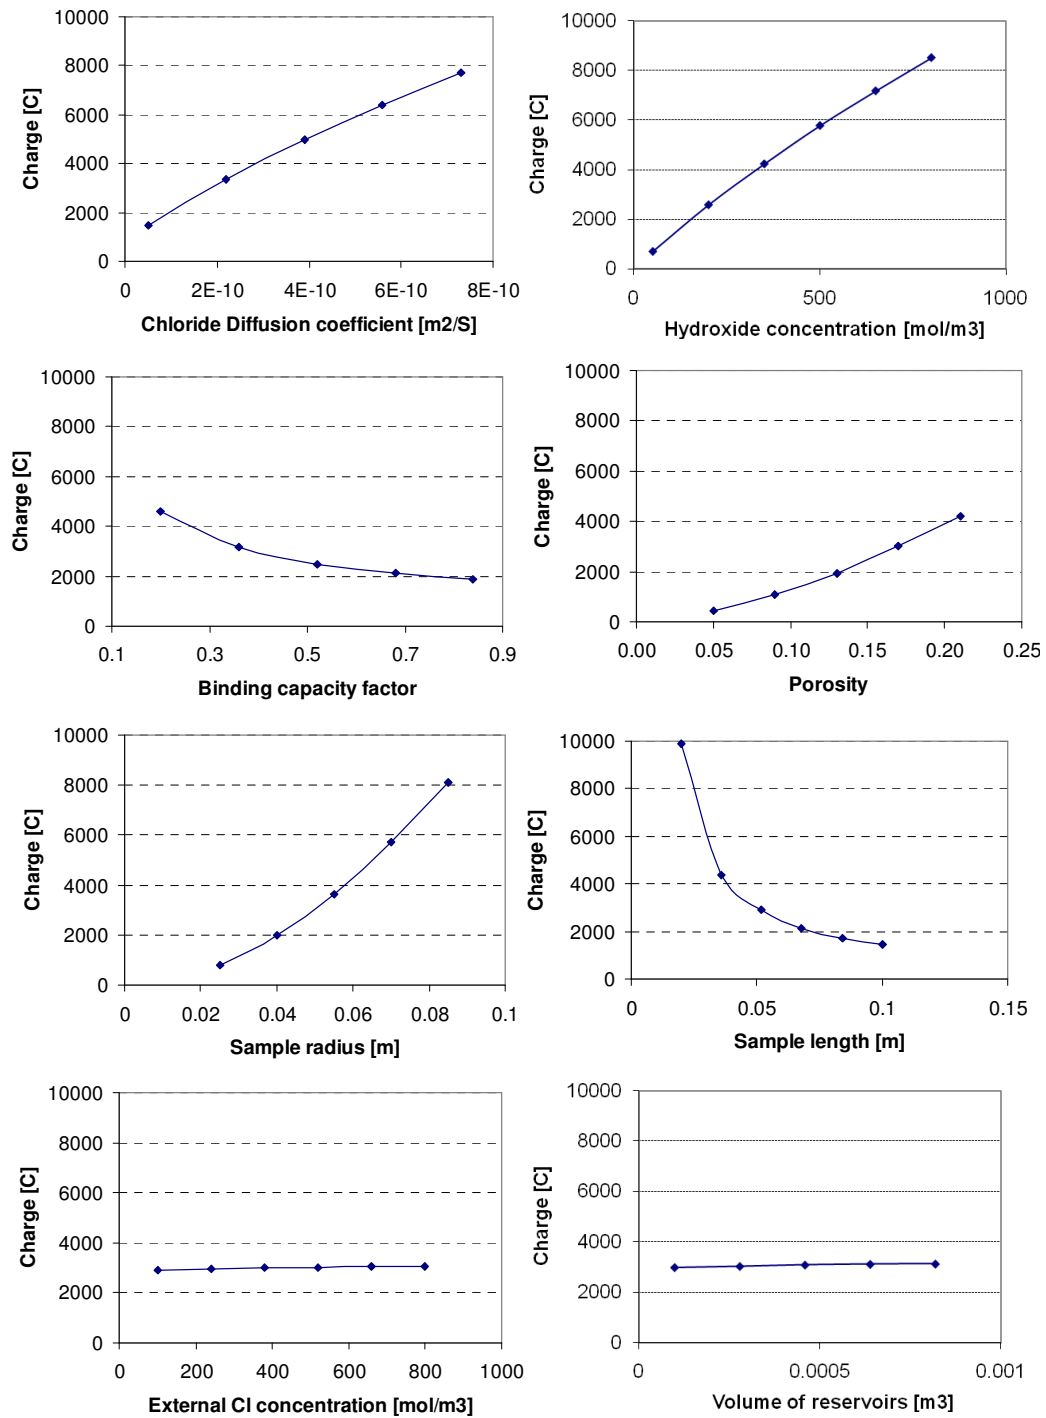 10000
8000
6000
4000
2000
0
Charge [C]
0 2E-10 4E-10 6E-10 8E-10
Chloride Diffusion coefficient [m2/S]
10000
8000
6000
4000
2000
0
Charge [C]
0 500 1000
Hydroxide concentration [mol/m3]
10000
8000
6000
4000
2000
0
Charge [C]
0.1 0.3 0.5 0.7 0.9
Binding capacity factor
10000
8000
6000
4000
2000
0
Charge [C]
0.00 0.05 0.10 0.15 0.20 0.25
Porosity
10000
8000
6000
4000
2000
0
Charge [C]
0 0.02 0.04 0.06 0.08 0.1
Sample radius [m]
10000
8000
6000
4000
2000
0
Charge [C]
0 0.05 0.1 0.15
Sample length [m]
10000
8000
6000
4000
2000
0
Charge [C]
0 200 400 600 800 1000
External Cl concentration [mol/m3]
10000
8000
6000
4000
2000
0
Charge [C]
0 0.0005 0.001
Volume of reservoirs [m3]